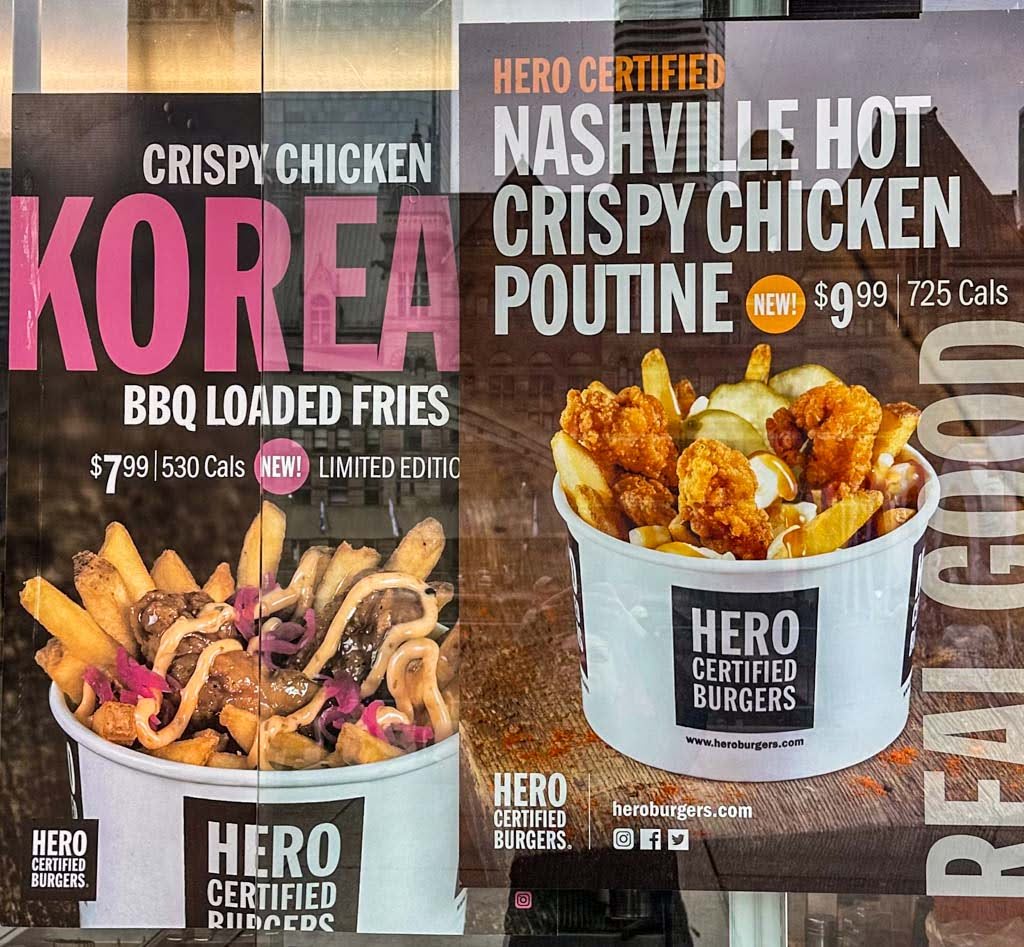 CRISPY CHICKEN
KOREA
BBQ LOADED FRIES
$7.99 | 530 Cals NEW! LIMITED EDITIO
HERO
CERTIFIED
BURGERS
HERO
CERTIFIED
BURGERS.
HERO CERTIFIED
NASHVILLE HOT
CRISPY CHICKEN
POUTINE NEW! $9.99 | 725 Cals
HERO
CERTIFIED
BURGERS
www.heroburgers.com
HERO
CERTIFIED
BURGERS.
heroburgers.com
REAL GOOD